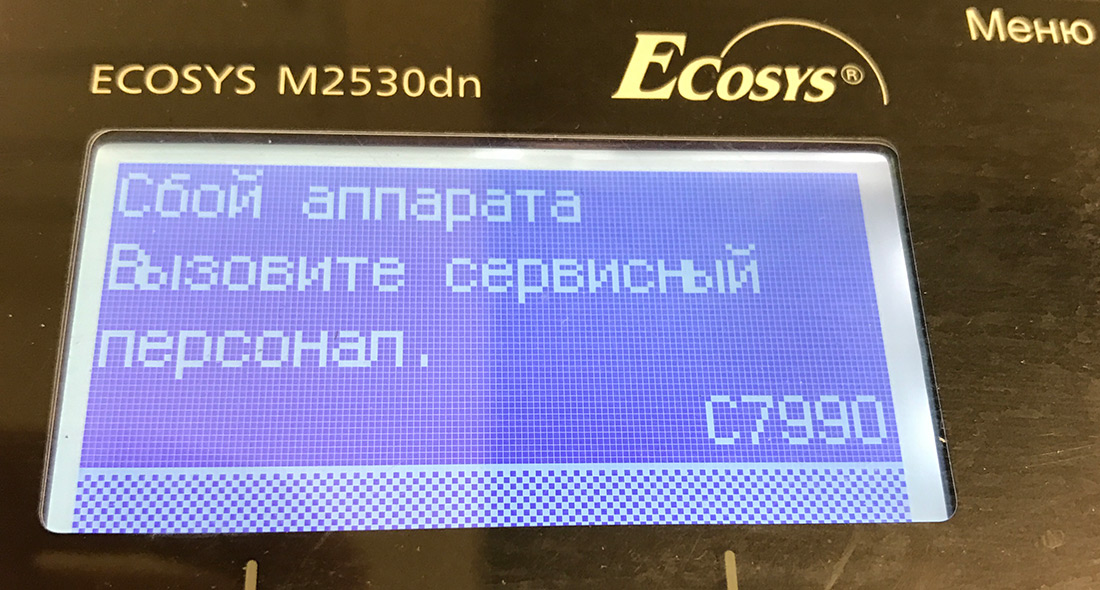 Меню
ECOSYS M2530dn
ECOSYS®
Сбой аппарата
Вызовите сервисный
персонал.
C7990